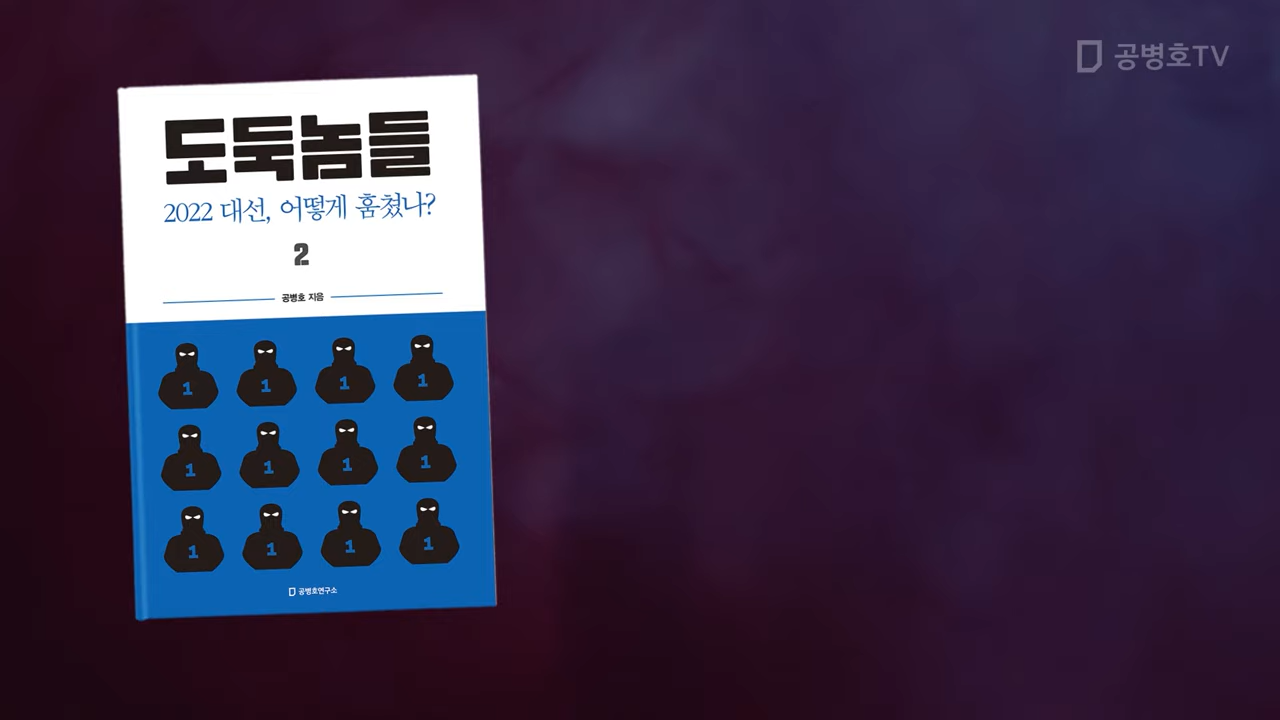 공병호TV
도둑놈들
2022 대선, 어떻게 훔쳤나?
2
공병호 지음
1 1 1 1
1 1 1 1
1 1 1 1
공병호연구소